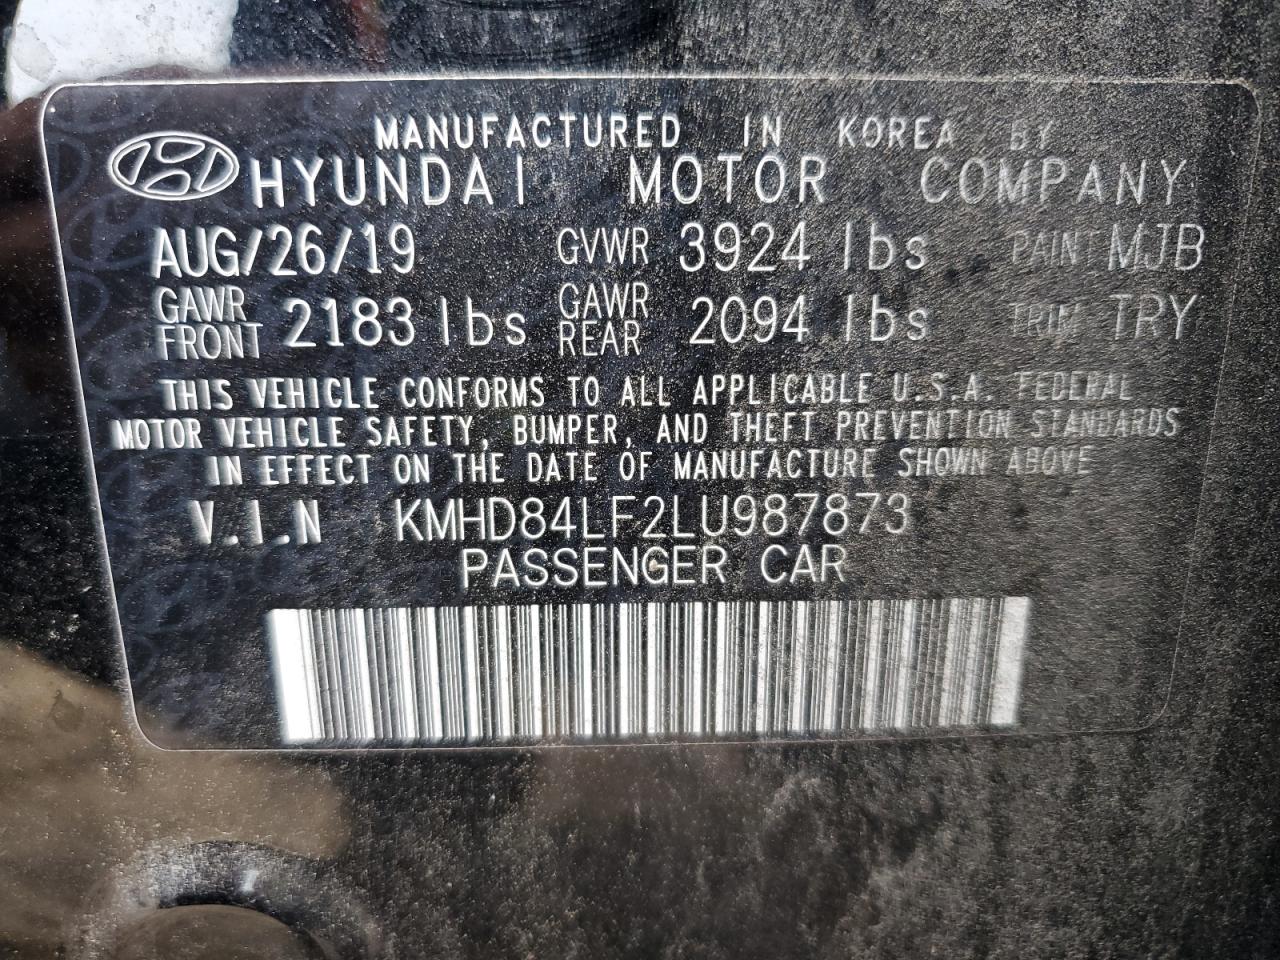 MANUFACTURED IN KOREA BY
HYUNDAI MOTOR COMPANY
AUG/26/19 GVWR 3924 lbs PAINT MJB
GAWR FRONT 2183 lbs GAWR REAR 2094 lbs TRIM TRY
THIS VEHICLE CONFORMS TO ALL APPLICABLE U.S.A. FEDERAL
MOTOR VEHICLE SAFETY, BUMPER, AND THEFT PREVENTION STANDARDS
IN EFFECT ON THE DATE OF MANUFACTURE SHOWN ABOVE
V.I.N KMHD84LF2LU987873
PASSENGER CAR